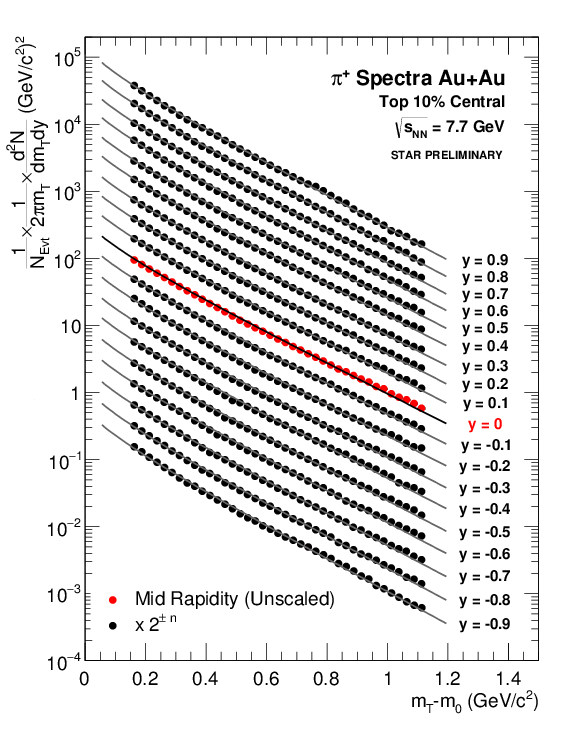 π⁺ Spectra Au+Au
Top 10% Central
√s_NN = 7.7 GeV
STAR PRELIMINARY
1/N_Evt × 1/2πm_T × d²N/dm_Tdy (GeV/c²)²
10⁵
10⁴
10³
10²
10
1
10⁻¹
10⁻²
10⁻³
10⁻⁴
y = 0.9
y = 0.8
y = 0.7
y = 0.6
y = 0.5
y = 0.4
y = 0.3
y = 0.2
y = 0.1
y = 0
y = -0.1
y = -0.2
y = -0.3
y = -0.4
y = -0.5
y = -0.6
y = -0.7
y = -0.8
y = -0.9
Mid Rapidity (Unscaled)
x 2^± n
0 0.2 0.4 0.6 0.8 1 1.2 1.4
m_T-m_0 (GeV/c²)